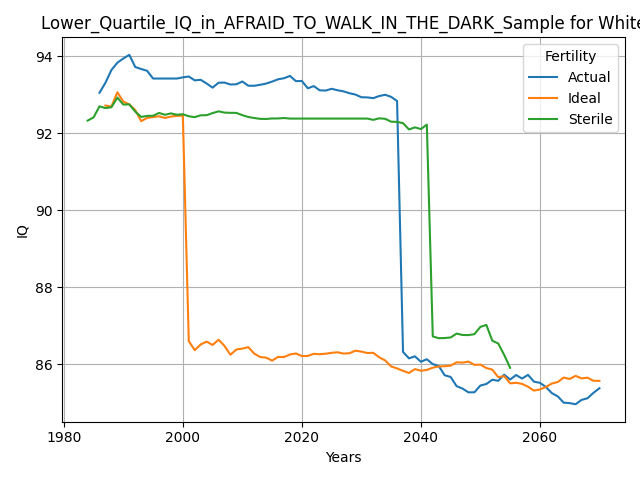 Lower_Quartile_IQ_in_AFRAID_TO_WALK_IN_THE_DARK_Sample for White
Fertility
Actual
Ideal
Sterile
IQ
94
92
90
88
86
1980
2000
2020
2040
2060
Years